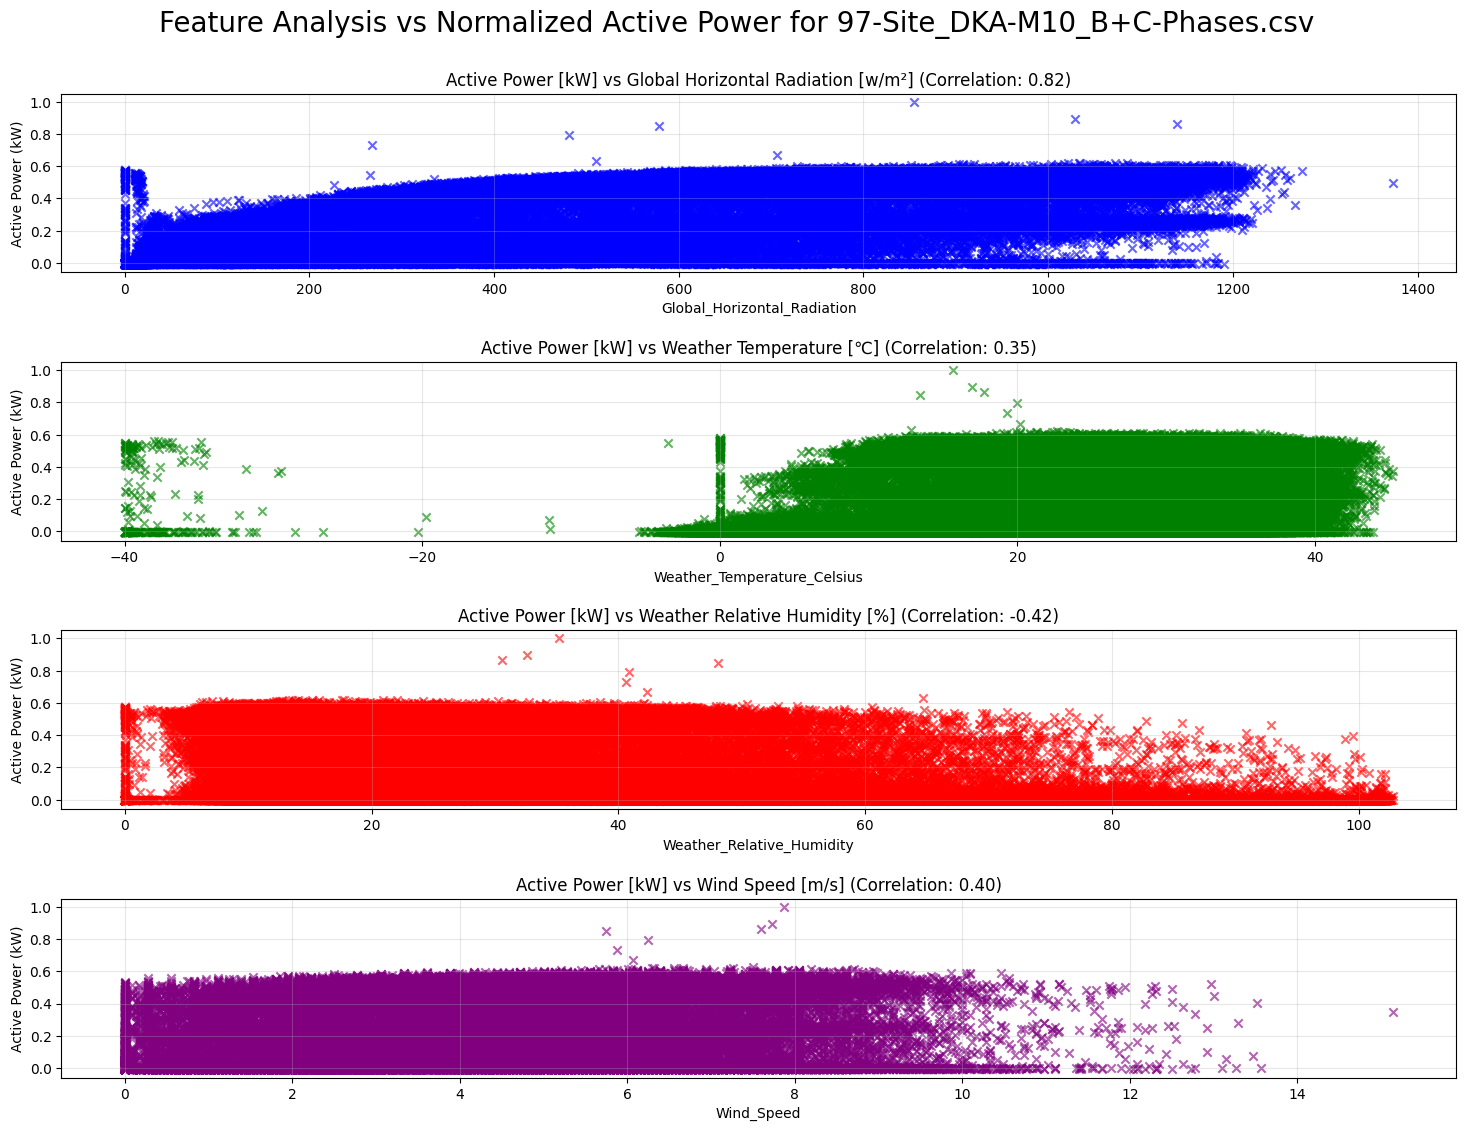 Feature Analysis vs Normalized Active Power for 97-Site_DKA-M10_B+C-Phases.csv
Active Power [kW] vs Global Horizontal Radiation [w/m²] (Correlation: 0.82)
Active Power (kW)
1.0
0.8
0.6
0.4
0.2
0.0
0 200 400 600 800 1000 1200 1400
Global_Horizontal_Radiation
Active Power [kW] vs Weather Temperature [℃] (Correlation: 0.35)
Active Power (kW)
1.0
0.8
0.6
0.4
0.2
0.0
−40 −20 0 20 40
Weather_Temperature_Celsius
Active Power [kW] vs Weather Relative Humidity [%] (Correlation: -0.42)
Active Power (kW)
1.0
0.8
0.6
0.4
0.2
0.0
0 20 40 60 80 100
Weather_Relative_Humidity
Active Power [kW] vs Wind Speed [m/s] (Correlation: 0.40)
Active Power (kW)
1.0
0.8
0.6
0.4
0.2
0.0
0 2 4 6 8 10 12 14
Wind_Speed